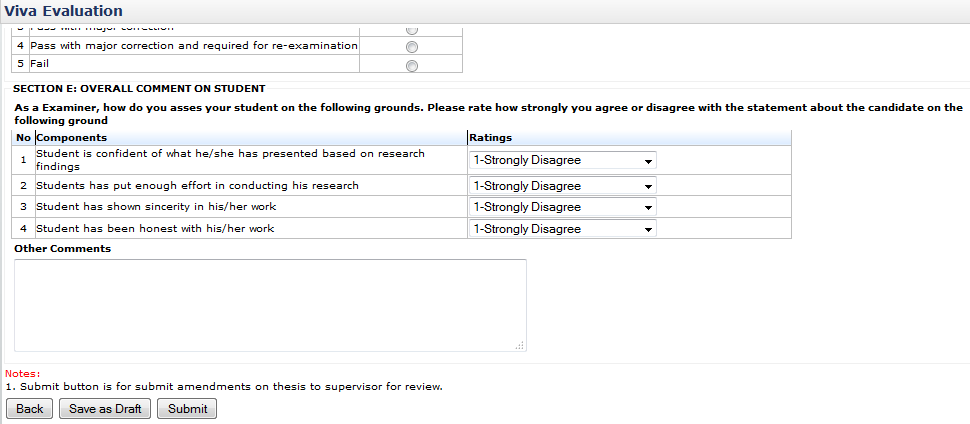 Viva Evaluation
3 Pass with major correction
4 Pass with major correction and required for re-examination
5 Fail
SECTION E: OVERALL COMMENT ON STUDENT
As a Examiner, how do you asses your student on the following grounds. Please rate how strongly you agree or disagree with the statement about the candidate on the
following ground
No Components Ratings
1 Student is confident of what he/she has presented based on research
findings 1-Strongly Disagree
2 Students has put enough effort in conducting his research 1-Strongly Disagree
3 Student has shown sincerity in his/her work 1-Strongly Disagree
4 Student has been honest with his/her work 1-Strongly Disagree
Other Comments
Notes:
1. Submit button is for submit amendments on thesis to supervisor for review.
Back Save as Draft Submit